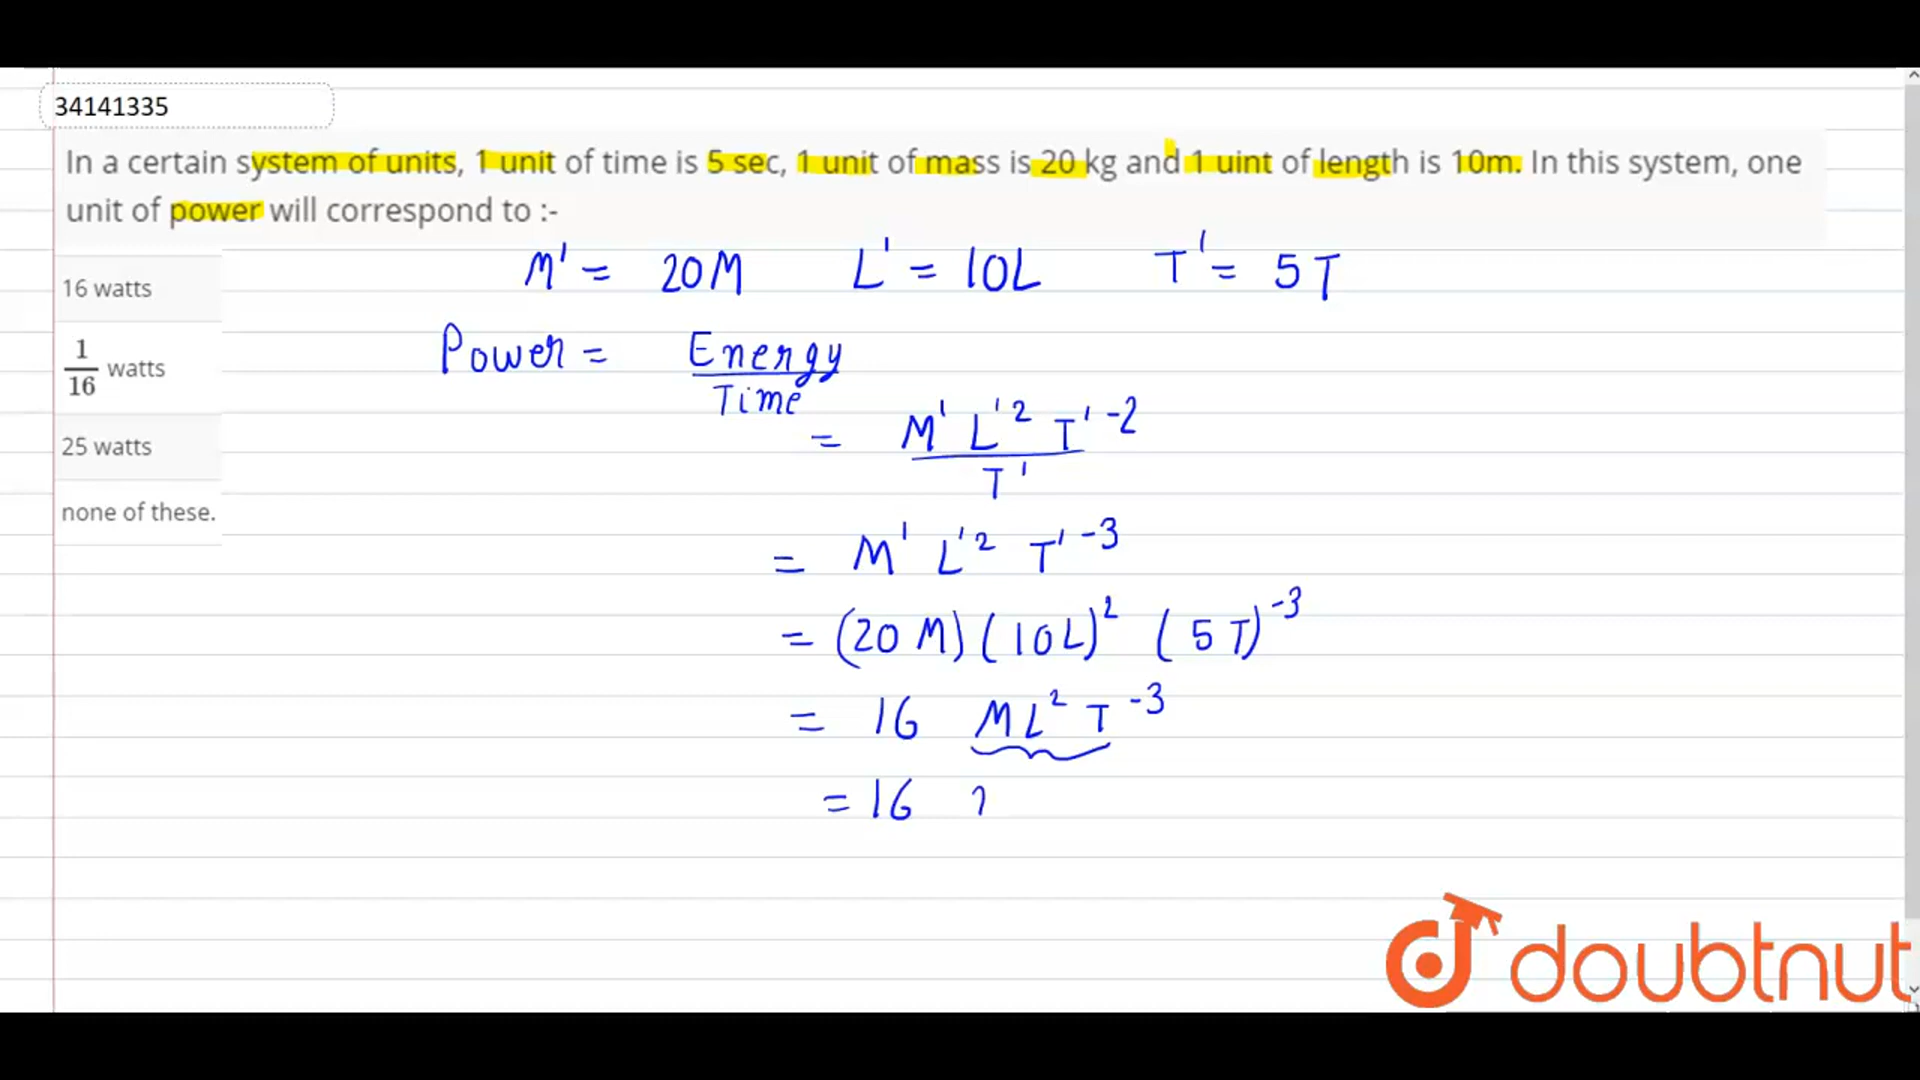 34141335
In a certain system of units, 1 unit of time is 5 sec, 1 unit of mass is 20 kg and 1 uint of length is 10m. In this system, one
unit of power will correspond to :-
M' = 20M L' = 10L T' = 5T
16 watts
Power = Energy / Time
1/16 watts
= M' L'² T'⁻² / T'
25 watts
none of these.
= M' L'² T'⁻³
= (20 M) (10L)² (5T)⁻³
= 16 ML²T⁻³
= 16
doubtnut